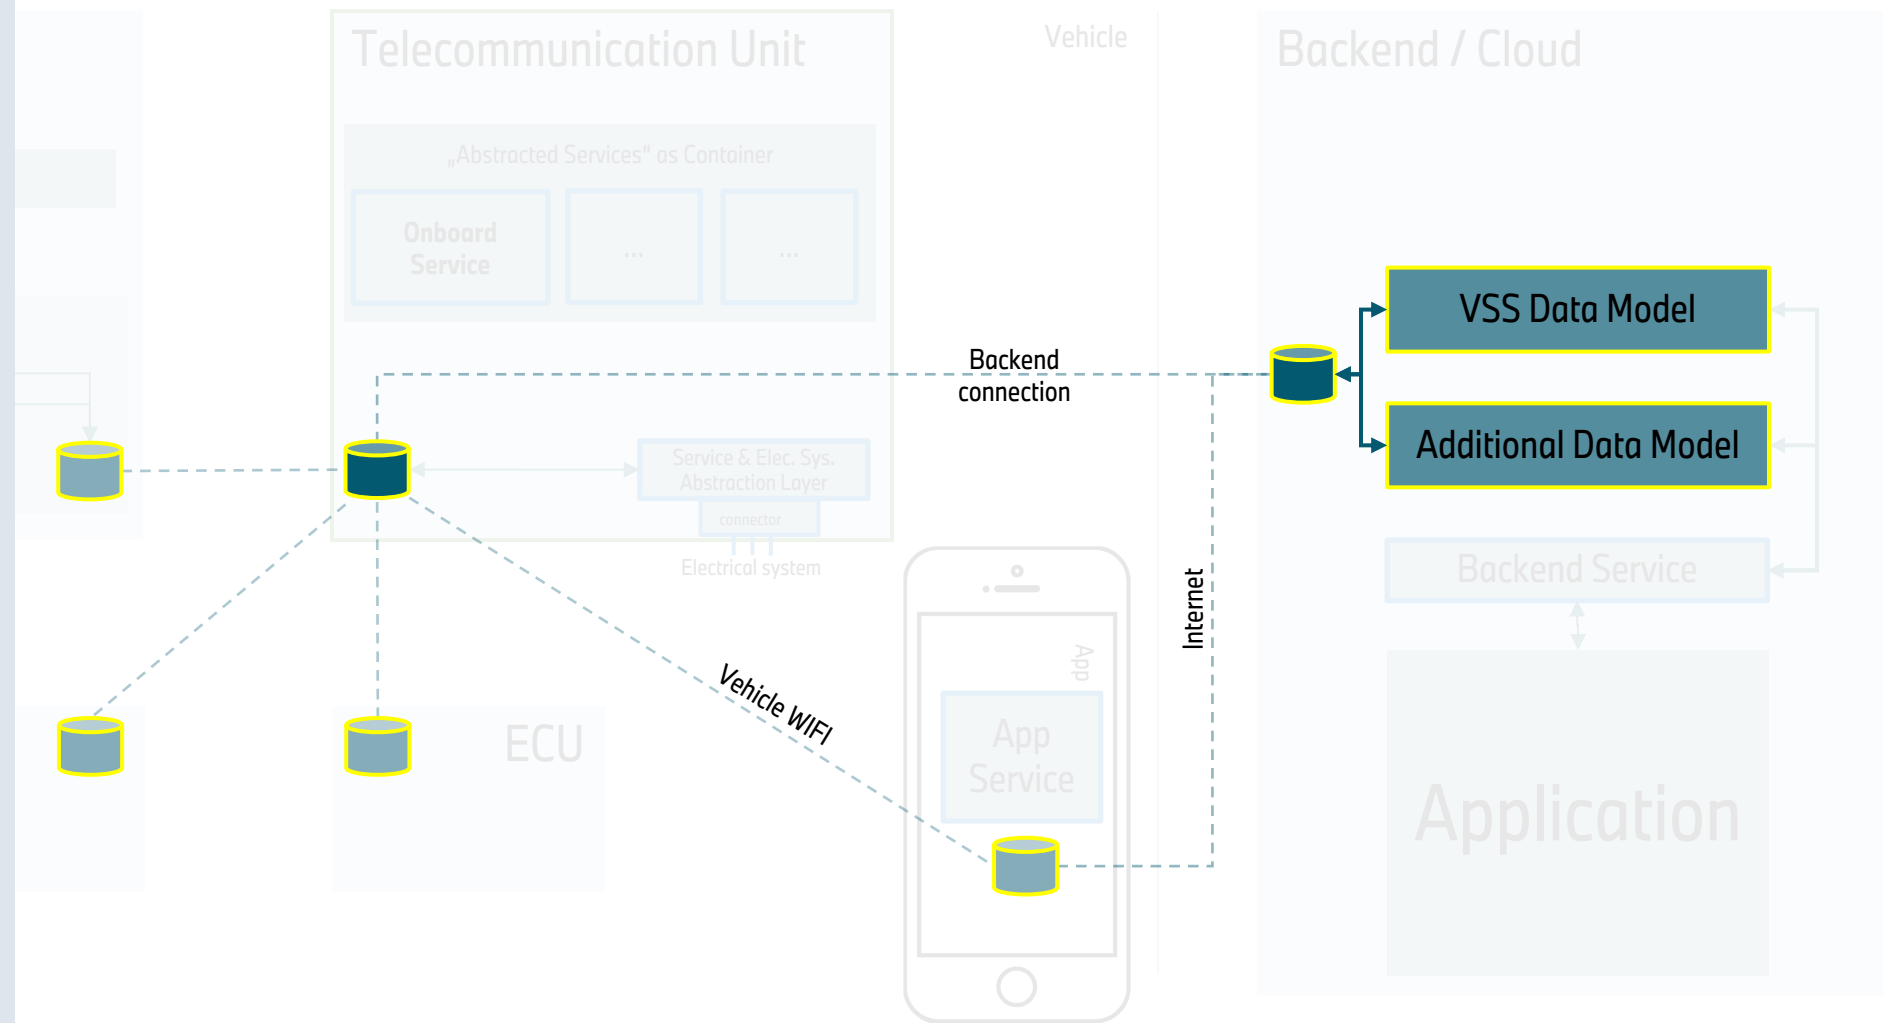 Telecommunication Unit
Vehicle
Backend / Cloud
„Abstracted Services" as Container
Onboard
Service
...
...
VSS Data Model
Backend
connection
Additional Data Model
Service & Elec. Sys.
Abstraction Layer
connector
Electrical system
Backend Service
Internet
App
Vehicle WIFI
ECU
App
Service
Application